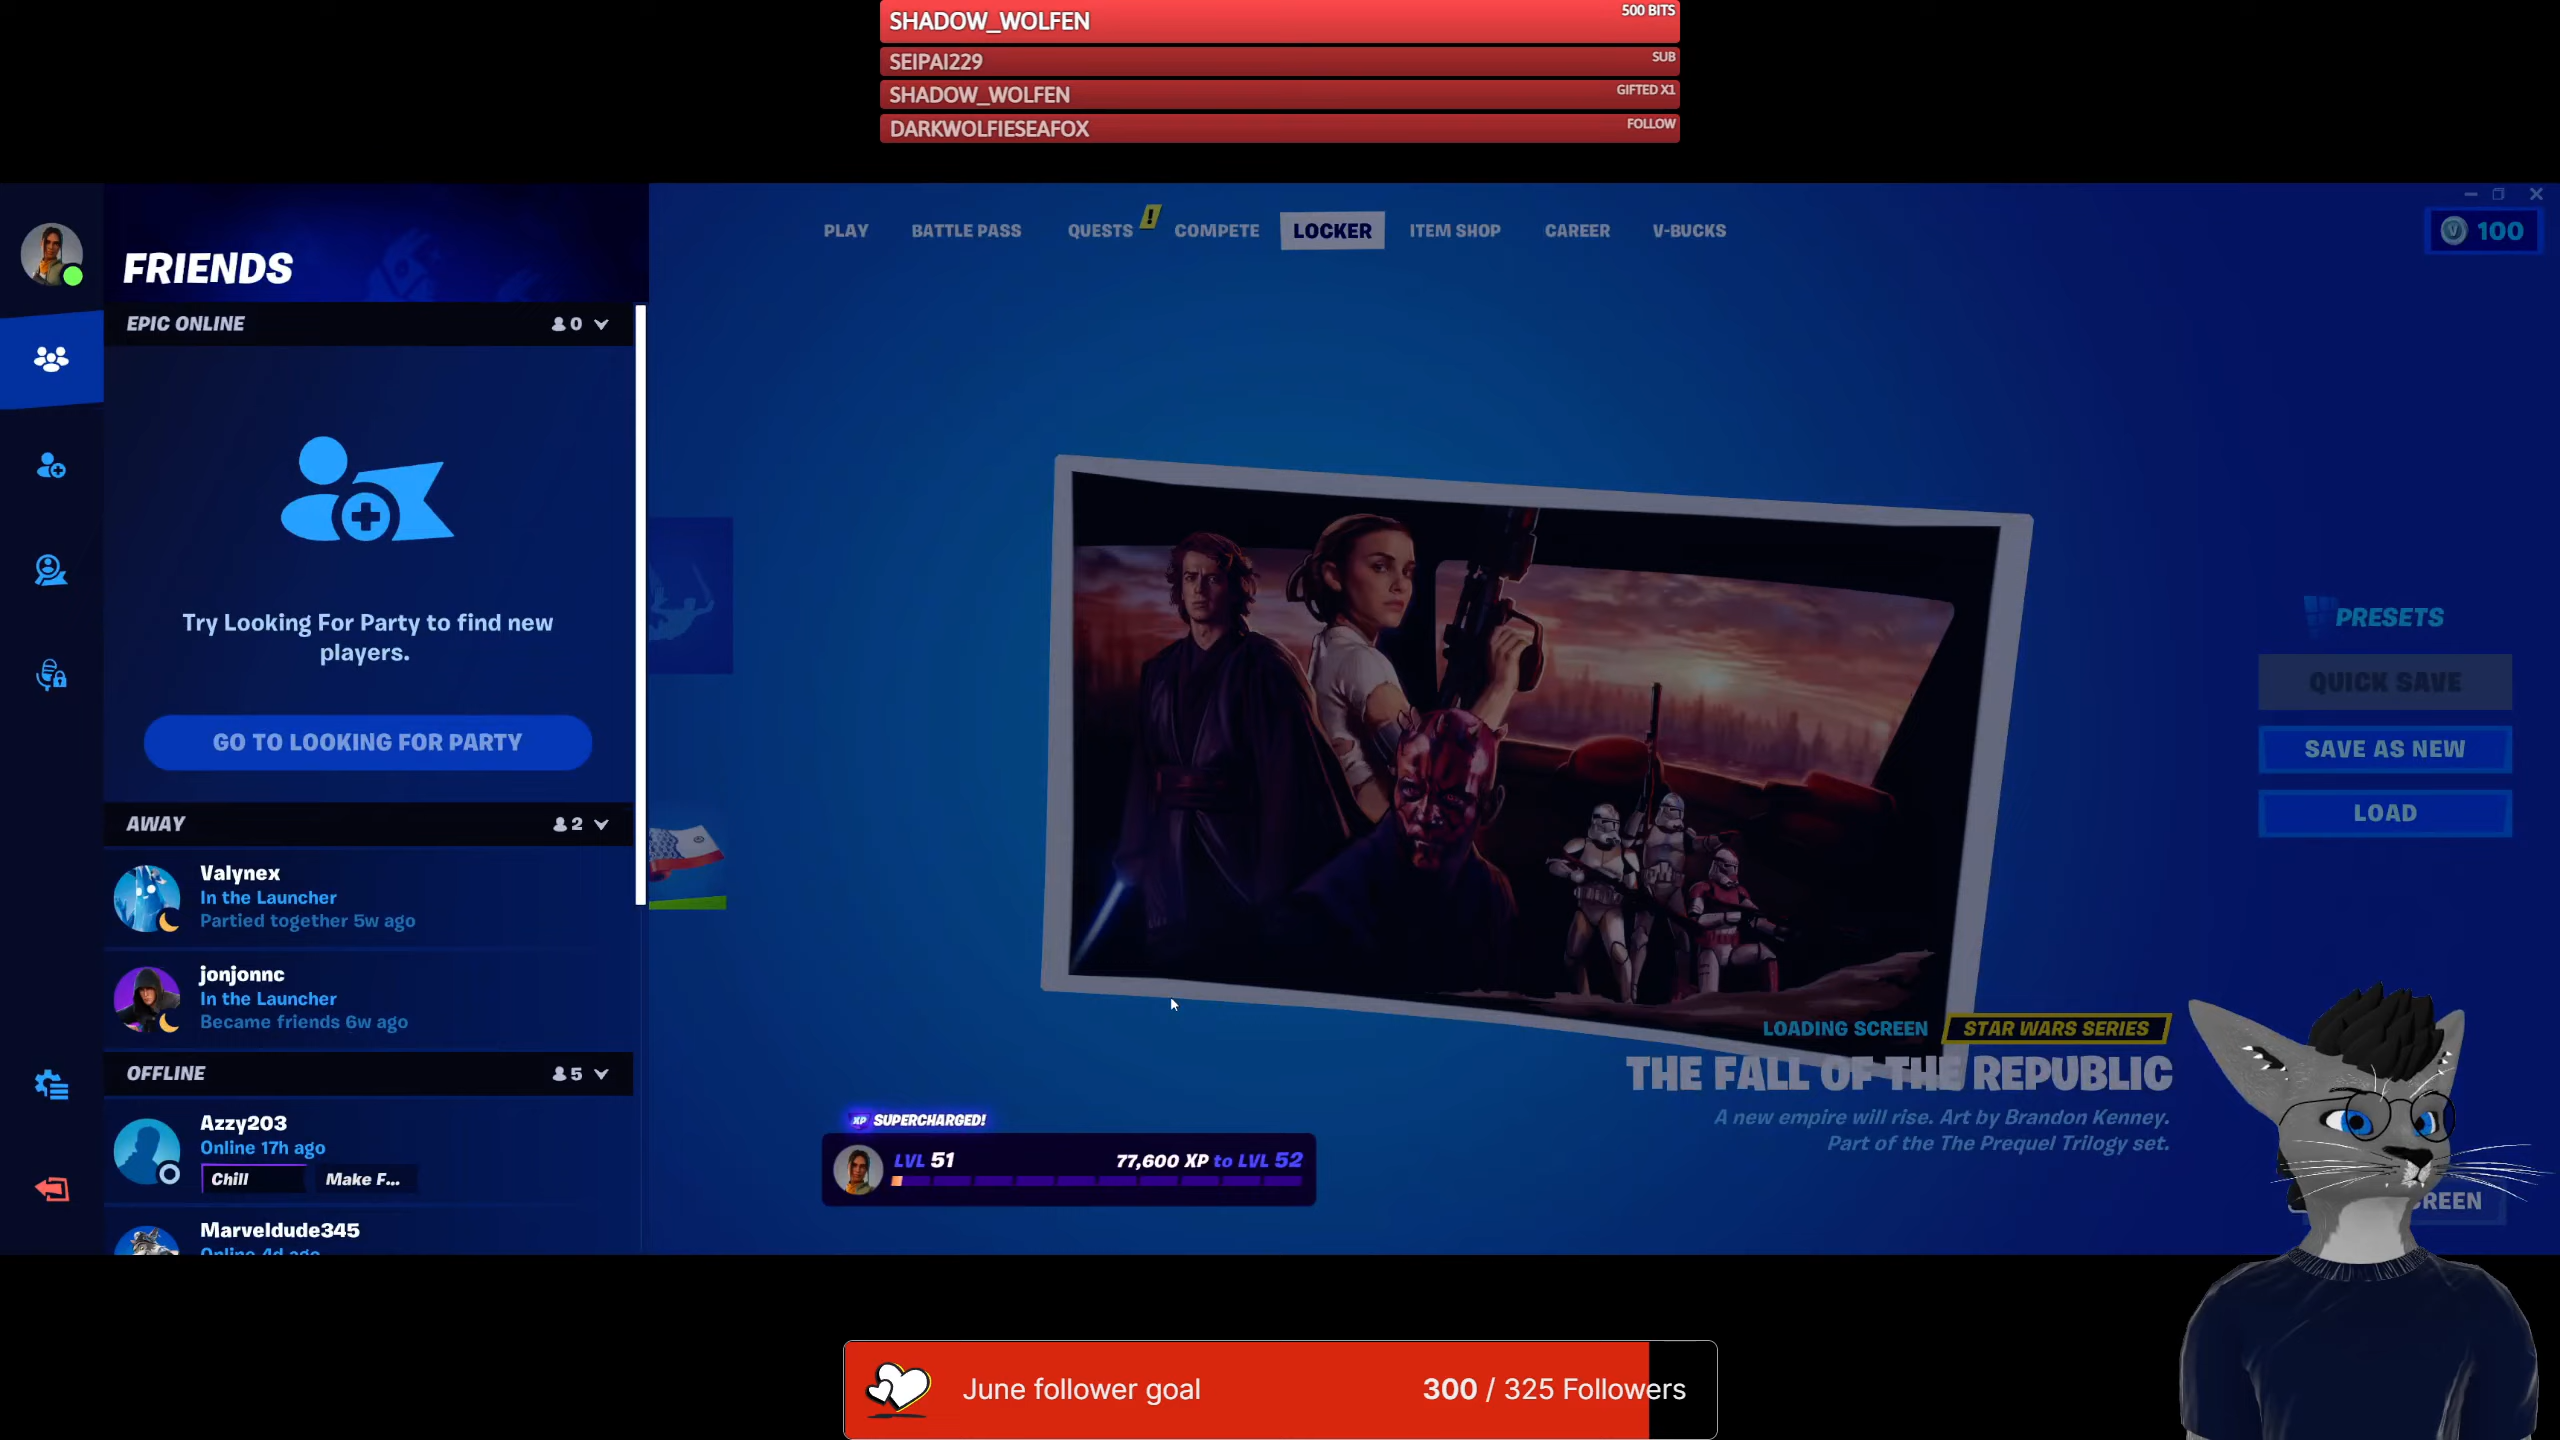 SHADOW_WOLFEN 500 BITS
SEIPAI229 SUB
SHADOW_WOLFEN GIFTED X1
DARKWOLFIESEAFOX FOLLOW
PLAY BATTLE PASS QUESTS ! COMPETE LOCKER ITEM SHOP CAREER V-BUCKS
V 100
FRIENDS
EPIC ONLINE 0
Try Looking For Party to find new
players.
GO TO LOOKING FOR PARTY
AWAY 2
Valynex
In the Launcher
Partied together 5w ago
jonjonnc
In the Launcher
Became friends 6w ago
OFFLINE 5
Azzy203
Online 17h ago
Chill Make F...
Marveldude345
Online 4d ago
PRESETS
QUICK SAVE
SAVE AS NEW
LOAD
LOADING SCREEN STAR WARS SERIES
THE FALL OF THE REPUBLIC
A new empire will rise. Art by Brandon Kenney.
Part of the The Prequel Trilogy set.
XP SUPERCHARGED!
LVL 51 77,600 XP to LVL 52
June follower goal 300 / 325 Followers